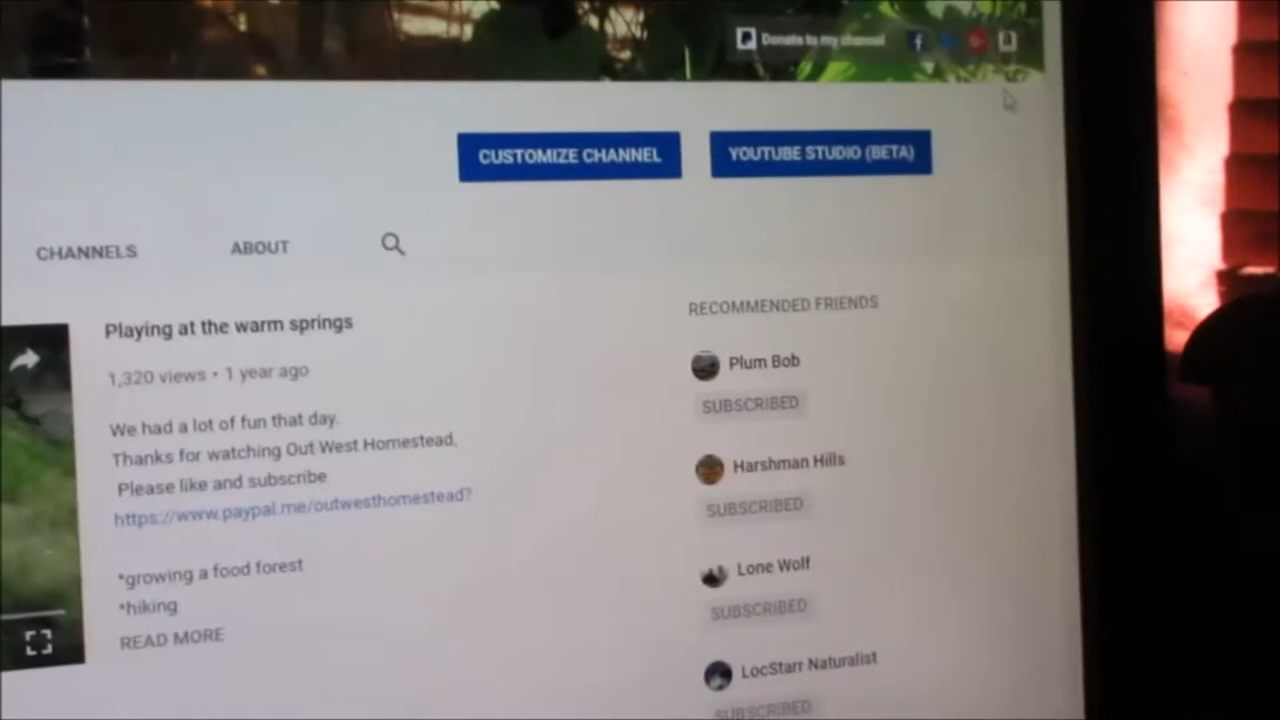 Donate to my channel
CUSTOMIZE CHANNEL
YOUTUBE STUDIO (BETA)
CHANNELS
ABOUT
Playing at the warm springs
1,320 views • 1 year ago
We had a lot of fun that day.
Thanks for watching Out West Homestead.
Please like and subscribe
https://www.paypal.me/outwesthomestead?
*growing a food forest
*hiking
READ MORE
RECOMMENDED FRIENDS
Plum Bob
SUBSCRIBED
Harshman Hills
SUBSCRIBED
Lone Wolf
SUBSCRIBED
LocStarr Naturalist
SUBSCRIBED